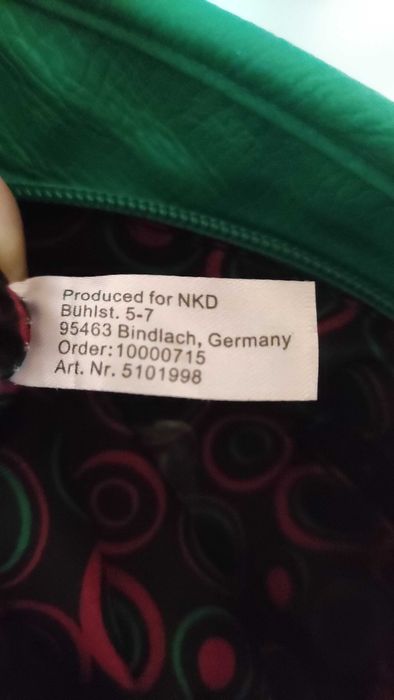 Produced for NKD
Bühlst. 5-7
95463 Bindlach, Germany
Order:10000715
Art. Nr. 5101998